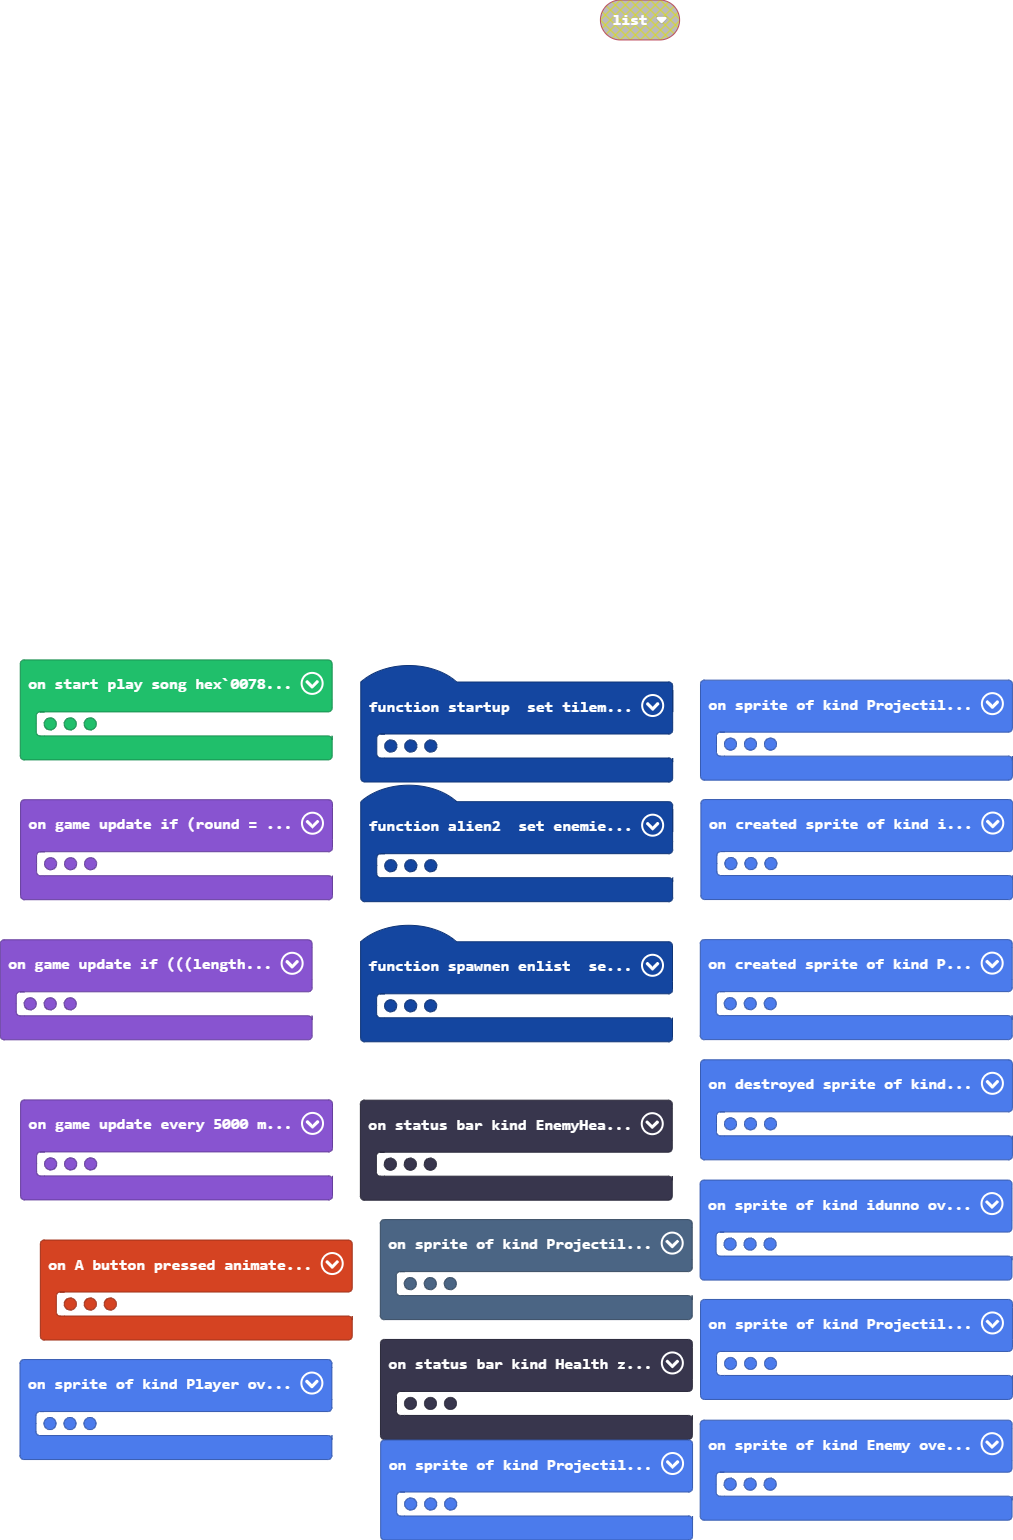 list
on start play song hex`0078...
function startup  set tilem...
on sprite of kind Projectil...
on game update if (round = ...
function alien2  set enemie...
on created sprite of kind i...
on game update if (((length...
function spawnen enlist  se...
on created sprite of kind P...
on destroyed sprite of kind...
on game update every 5000 m...
on status bar kind EnemyHea...
on sprite of kind idunno ov...
on A button pressed animate...
on sprite of kind Projectil...
on sprite of kind Projectil...
on sprite of kind Player ov...
on status bar kind Health z...
on sprite of kind Enemy ove...
on sprite of kind Projectil...